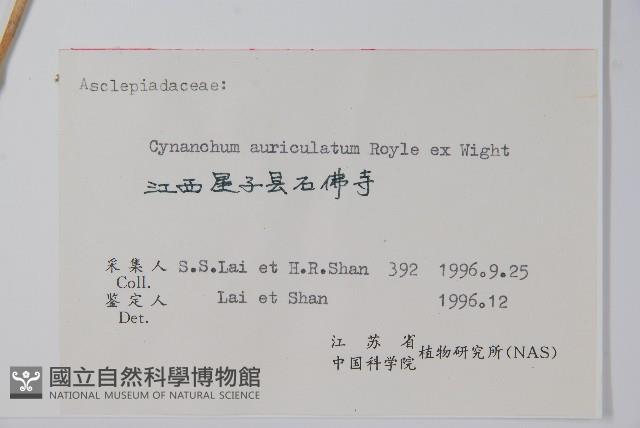 Asclepiadaceae:
Cynanchum auriculatum Royle ex Wight
江西星子县石佛寺
采集人 S.S.Lai et H.R.Shan 392 1996.9.25
Coll.
鉴定人 Lai et Shan 1996.12
Det.
江苏省
中国科学院 植物研究所(NAS)
國立自然科學博物館
NATIONAL MUSEUM OF NATURAL SCIENCE